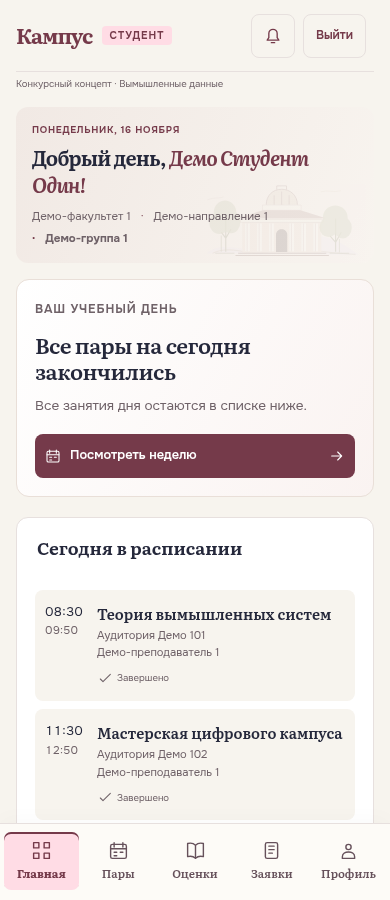 Кампус СТУДЕНТ Выйти
Конкурсный концепт · Вымышленные данные
ПОНЕДЕЛЬНИК, 16 НОЯБРЯ
Добрый день, Демо Студент
Один!
Демо-факультет 1 · Демо-направление 1
· Демо-группа 1
ВАШ УЧЕБНЫЙ ДЕНЬ
Все пары на сегодня
закончились
Все занятия дня остаются в списке ниже.
Посмотреть неделю
Сегодня в расписании
08:30 Теория вымышленных систем
09:50 Аудитория Демо 101
Демо-преподаватель 1
Завершено
11:30 Мастерская цифрового кампуса
12:50 Аудитория Демо 102
Демо-преподаватель 1
Завершено
Главная Пары Оценки Заявки Профиль